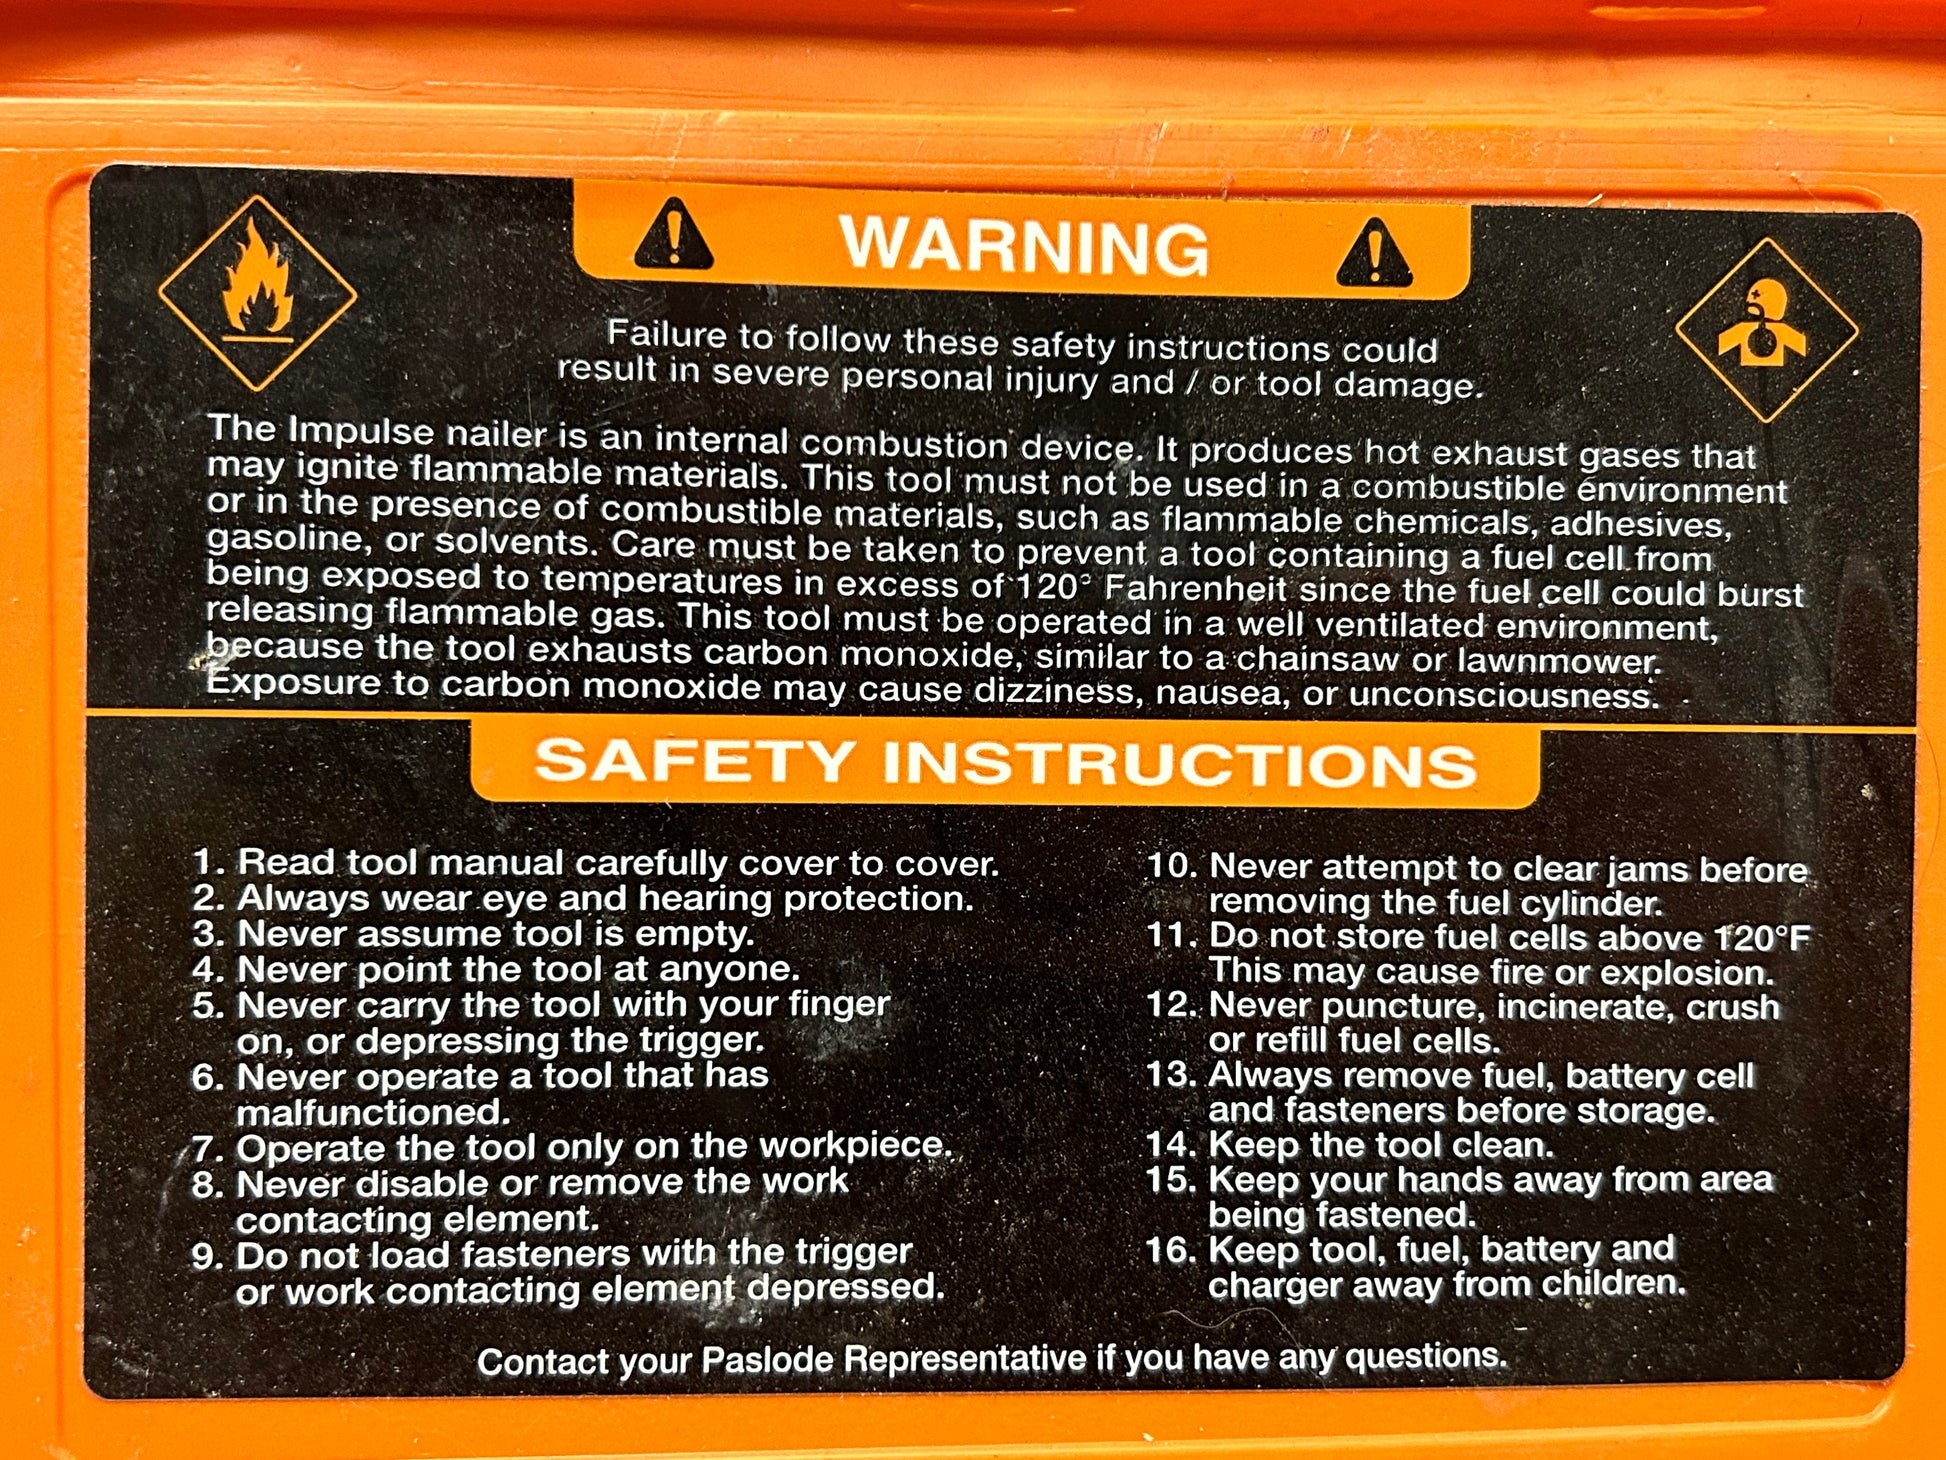 WARNING
Failure to follow these safety instructions could
result in severe personal injury and / or tool damage.
The Impulse nailer is an internal combustion device. It produces hot exhaust gases that
may ignite flammable materials. This tool must not be used in a combustible environment
or in the presence of combustible materials, such as flammable chemicals, adhesives,
gasoline, or solvents. Care must be taken to prevent a tool containing a fuel cell from
being exposed to temperatures in excess of 120° Fahrenheit since the fuel cell could burst
releasing flammable gas. This tool must be operated in a well ventilated environment,
because the tool exhausts carbon monoxide, similar to a chainsaw or lawnmower.
Exposure to carbon monoxide may cause dizziness, nausea, or unconsciousness.
SAFETY INSTRUCTIONS
1. Read tool manual carefully cover to cover.
2. Always wear eye and hearing protection.
3. Never assume tool is empty.
4. Never point the tool at anyone.
5. Never carry the tool with your finger
on, or depressing the trigger.
6. Never operate a tool that has
malfunctioned.
7. Operate the tool only on the workpiece.
8. Never disable or remove the work
contacting element.
9. Do not load fasteners with the trigger
or work contacting element depressed.
10. Never attempt to clear jams before
removing the fuel cylinder.
11. Do not store fuel cells above 120°F
This may cause fire or explosion.
12. Never puncture, incinerate, crush
or refill fuel cells.
13. Always remove fuel, battery cell
and fasteners before storage.
14. Keep the tool clean.
15. Keep your hands away from area
being fastened.
16. Keep tool, fuel, battery and
charger away from children.
Contact your Paslode Representative if you have any questions.